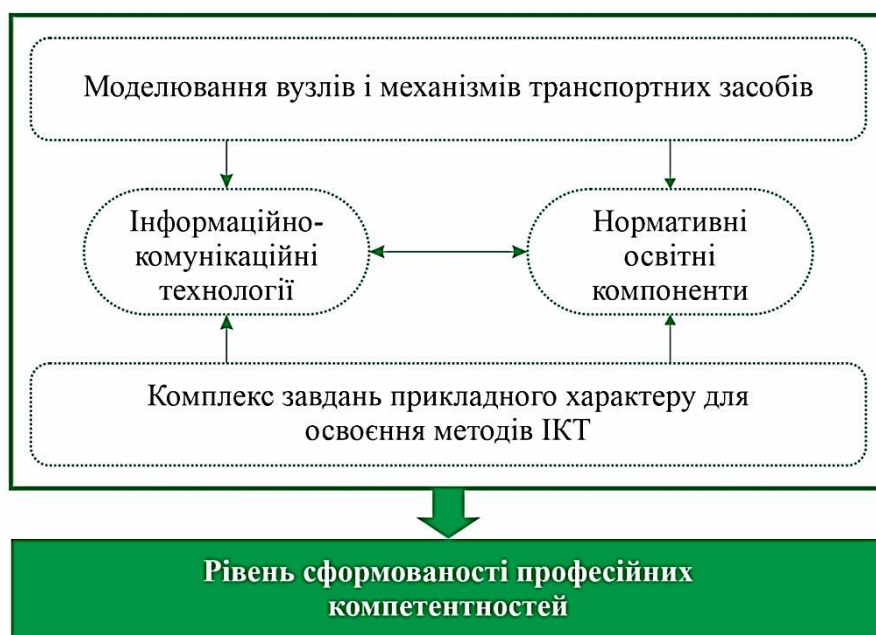 Моделювання вузлів і механізмів транспортних засобів
Інформаційно-
комунікаційні
технології
Нормативні
освітні
компоненти
Комплекс завдань прикладного характеру для
освоєння методів ІКТ
Рівень сформованості професійних
компетентностей